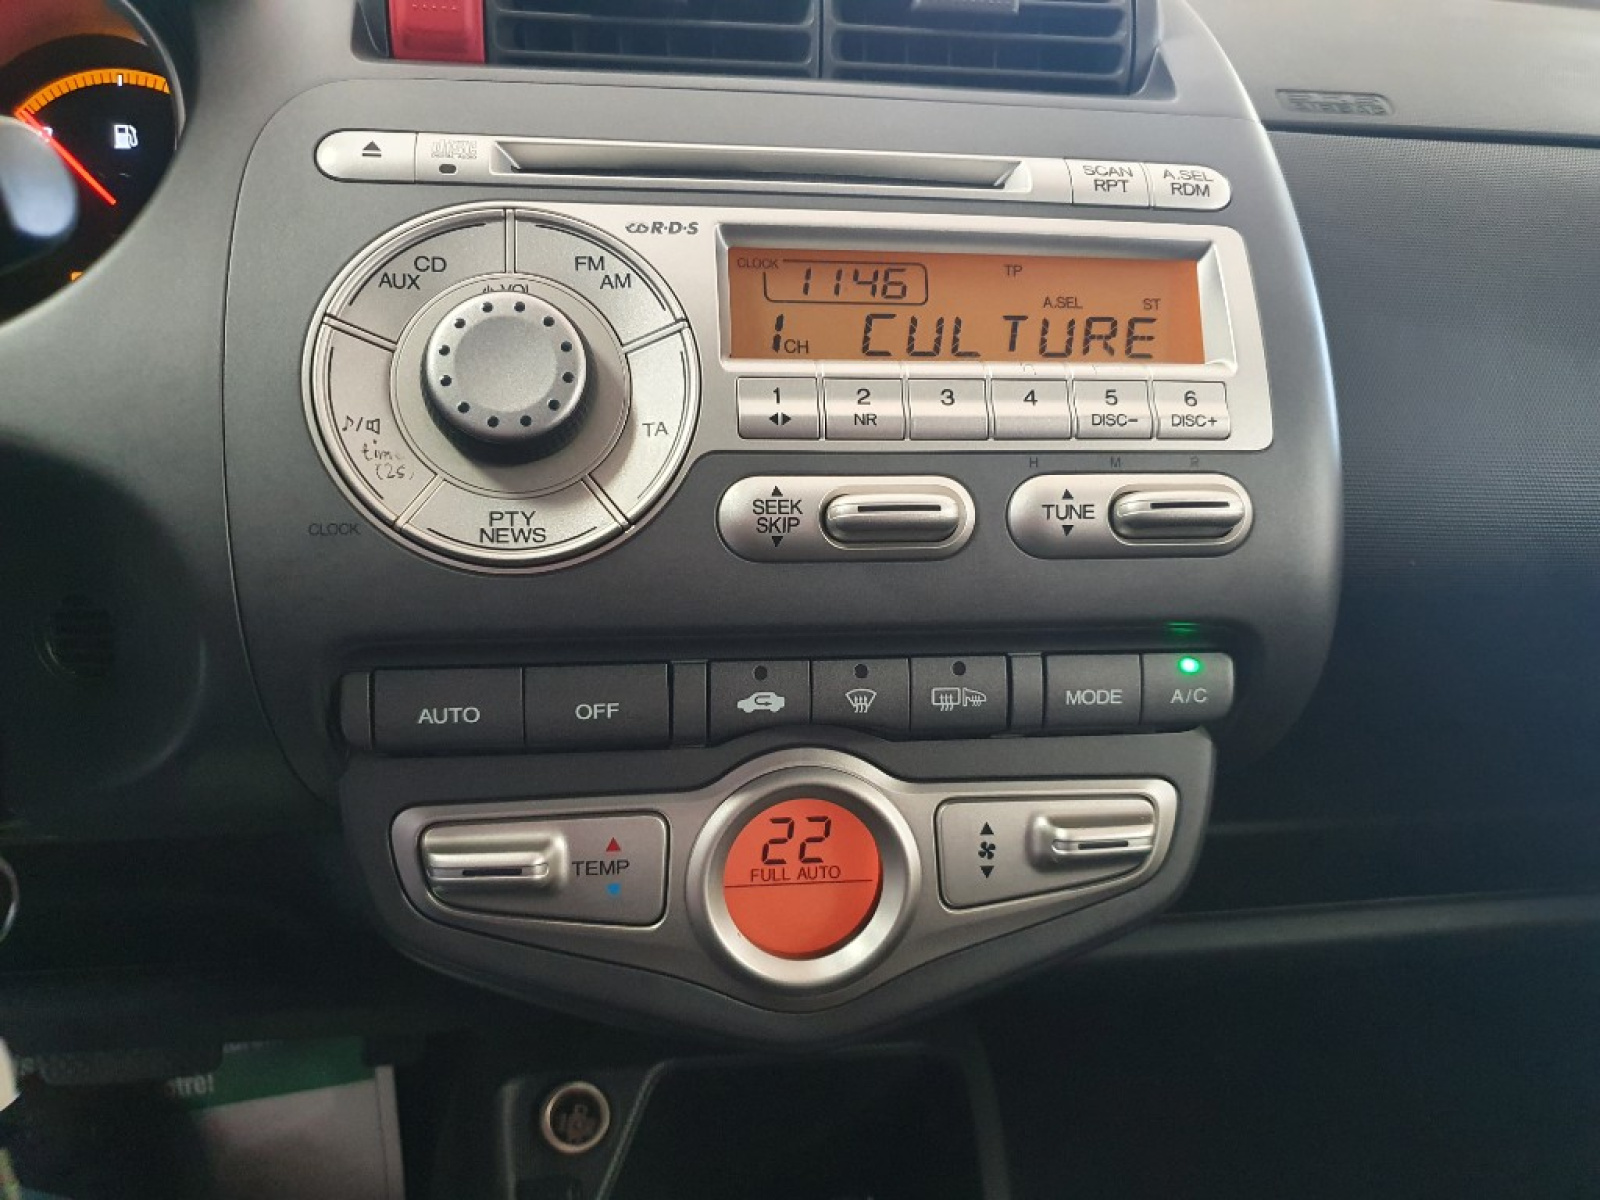 SCAN
RPT
A.SEL
RDM
R·D·S
CD
AUX
VOL
FM
AM
TA
PTY
NEWS
time
CLOCK
CLOCK
11:46
TP
A.SEL
ST
1 CH CULTURE
1
2
NR
3
4
5
DISC−
6
DISC+
H
M
R
SEEK
SKIP
TUNE
AUTO
OFF
MODE
A/C
TEMP
22
FULL AUTO